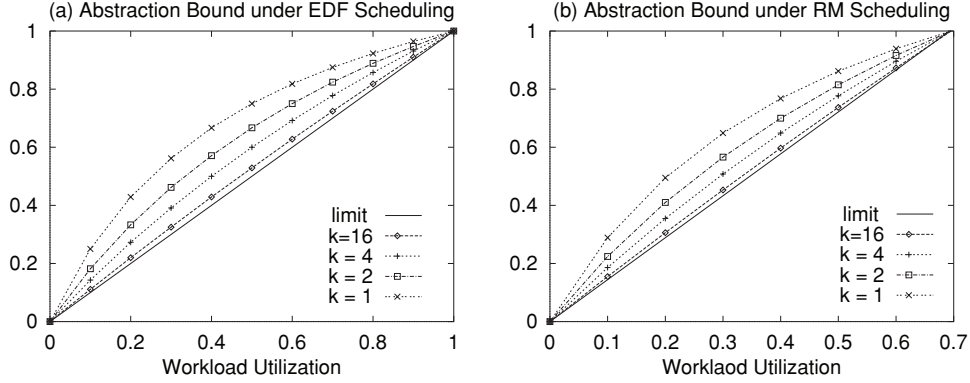 (a) Abstraction Bound under EDF Scheduling
1
0.8
0.6
0.4
0.2
0
limit
k=16
k = 4
k = 2
k = 1
0 0.2 0.4 0.6 0.8 1
Workload Utilization
(b) Abstraction Bound under RM Scheduling
1
0.8
0.6
0.4
0.2
0
limit
k=16
k = 4
k = 2
k = 1
0 0.1 0.2 0.3 0.4 0.5 0.6 0.7
Worklaod Utilization